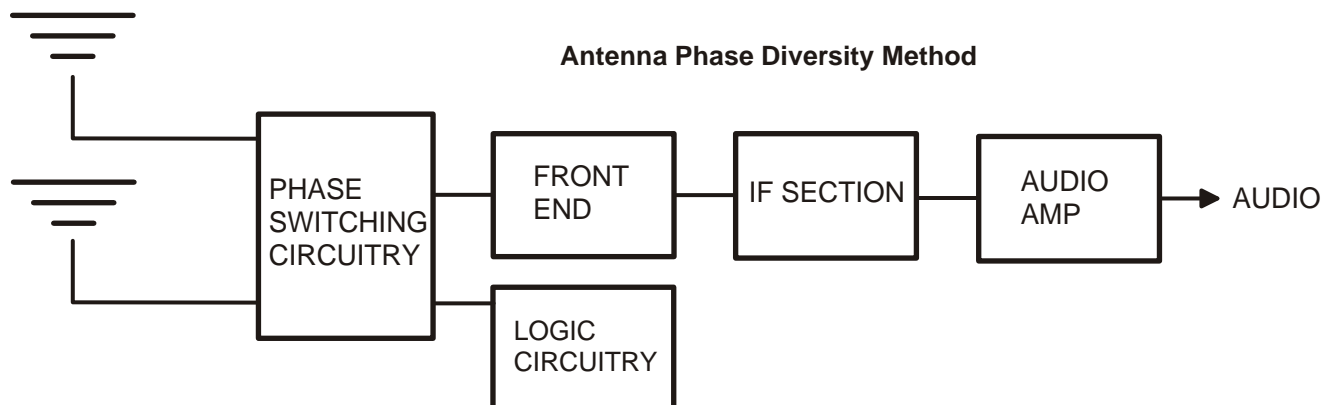 Antenna Phase Diversity Method
PHASE
SWITCHING
CIRCUITRY
FRONT
END
IF SECTION
AUDIO
AMP
AUDIO
LOGIC
CIRCUITRY